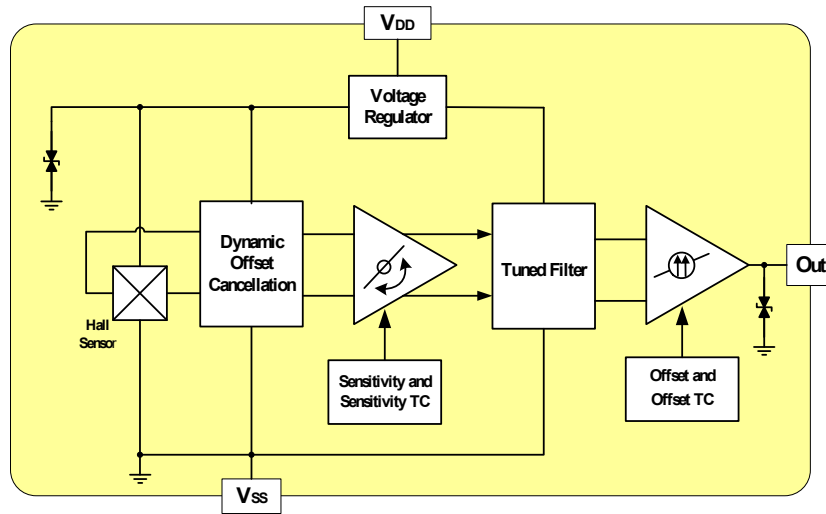 VDD
Voltage
Regulator
Dynamic
Offset
Cancellation
Tuned Filter
Out
Hall
Sensor
Sensitivity and
Sensitivity TC
Offset and
Offset TC
VSS